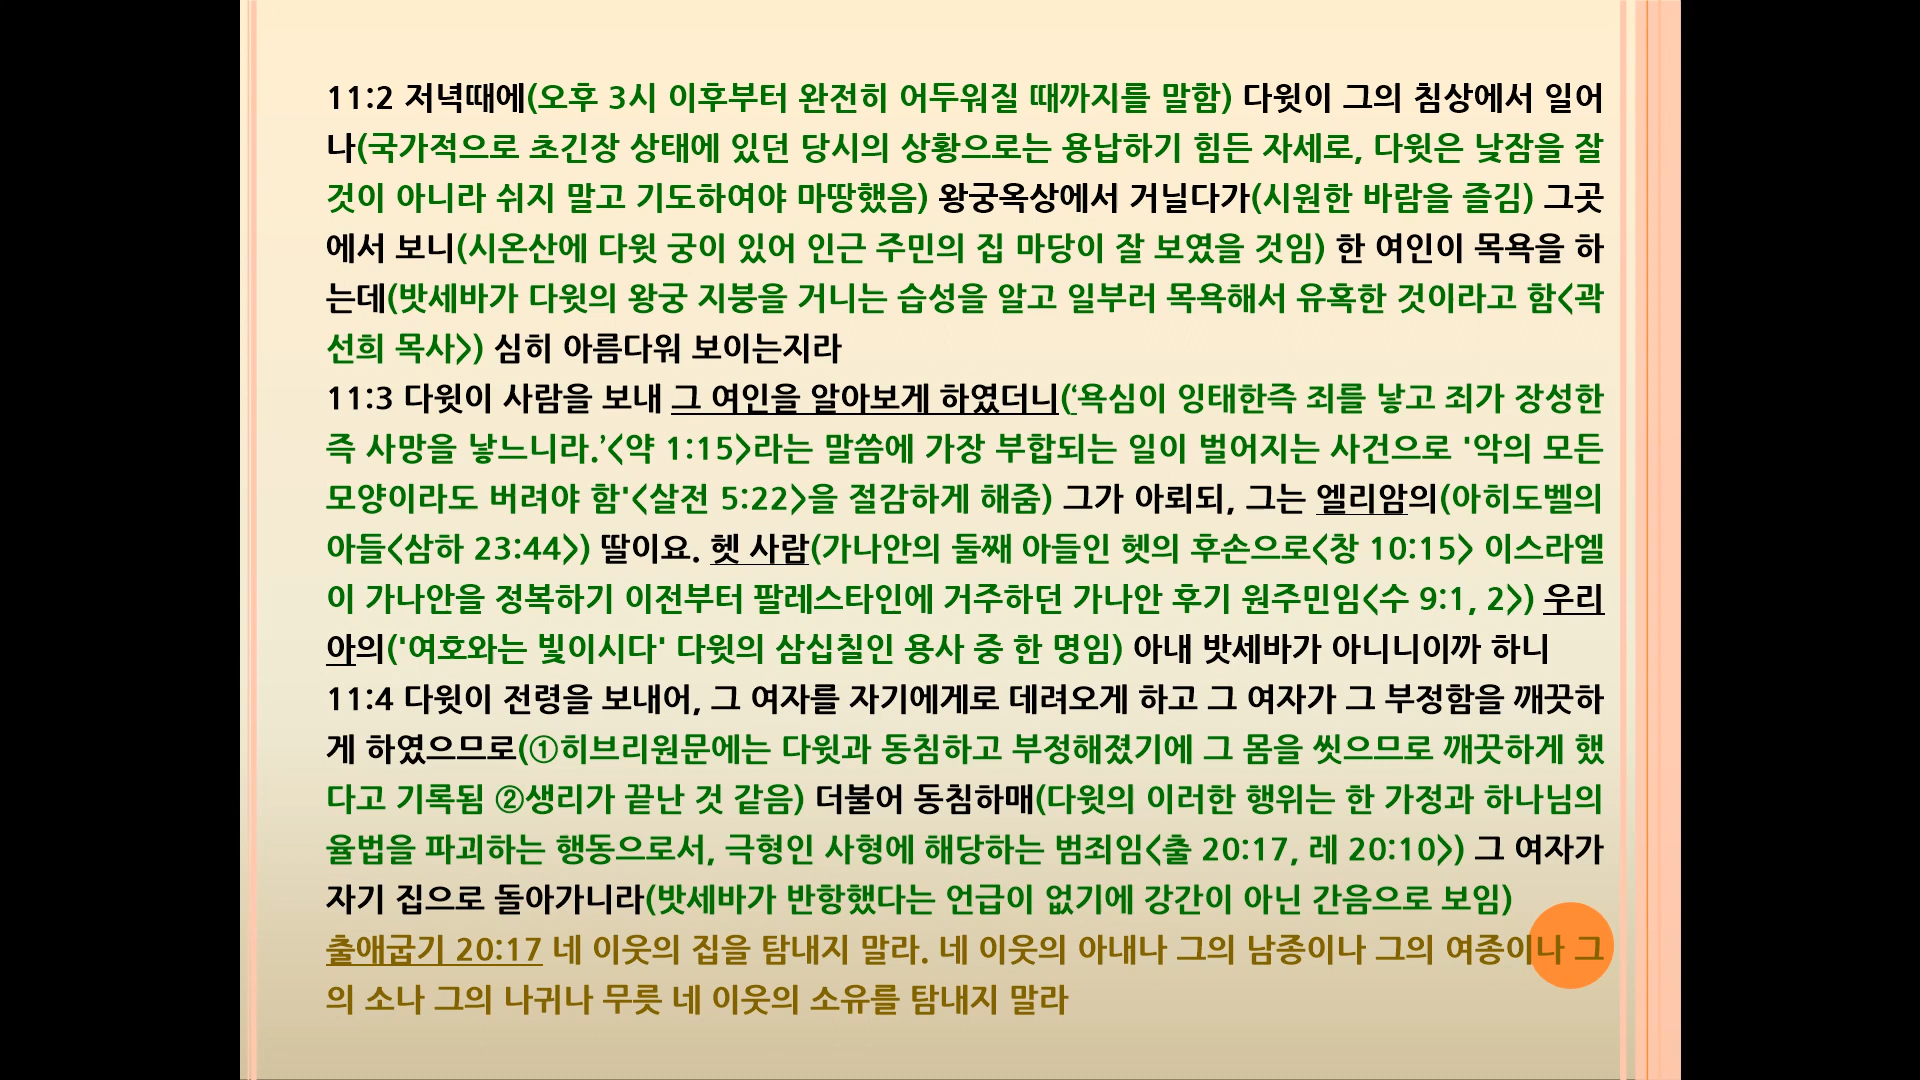 11:2 저녁때에(오후 3시 이후부터 완전히 어두워질 때까지를 말함) 다윗이 그의 침상에서 일어
나(국가적으로 초긴장 상태에 있던 당시의 상황으로는 용납하기 힘든 자세로, 다윗은 낮잠을 잘
것이 아니라 쉬지 말고 기도하여야 마땅했음) 왕궁옥상에서 거닐다가(시원한 바람을 즐김) 그곳
에서 보니(시온산에 다윗 궁이 있어 인근 주민의 집 마당이 잘 보였을 것임) 한 여인이 목욕을 하
는데(밧세바가 다윗의 왕궁 지붕을 거니는 습성을 알고 일부러 목욕해서 유혹한 것이라고 함<곽
선희 목사>) 심히 아름다워 보이는지라
11:3 다윗이 사람을 보내 그 여인을 알아보게 하였더니(‘욕심이 잉태한즉 죄를 낳고 죄가 장성한
즉 사망을 낳느니라.’<약 1:15>라는 말씀에 가장 부합되는 일이 벌어지는 사건으로 '악의 모든
모양이라도 버려야 함'<살전 5:22>을 절감하게 해줌) 그가 아뢰되, 그는 엘리암의(아히도벨의
아들<삼하 23:44>) 딸이요. 헷 사람(가나안의 둘째 아들인 헷의 후손으로<창 10:15> 이스라엘
이 가나안을 정복하기 이전부터 팔레스타인에 거주하던 가나안 후기 원주민임<수 9:1, 2>) 우리
아의('여호와는 빛이시다' 다윗의 삼십칠인 용사 중 한 명임) 아내 밧세바가 아니니이까 하니
11:4 다윗이 전령을 보내어, 그 여자를 자기에게로 데려오게 하고 그 여자가 그 부정함을 깨끗하
게 하였으므로(①히브리원문에는 다윗과 동침하고 부정해졌기에 그 몸을 씻으므로 깨끗하게 했
다고 기록됨 ②생리가 끝난 것 같음) 더불어 동침하매(다윗의 이러한 행위는 한 가정과 하나님의
율법을 파괴하는 행동으로서, 극형인 사형에 해당하는 범죄임<출 20:17, 레 20:10>) 그 여자가
자기 집으로 돌아가니라(밧세바가 반항했다는 언급이 없기에 강간이 아닌 간음으로 보임)
출애굽기 20:17 네 이웃의 집을 탐내지 말라. 네 이웃의 아내나 그의 남종이나 그의 여종이나 그
의 소나 그의 나귀나 무릇 네 이웃의 소유를 탐내지 말라